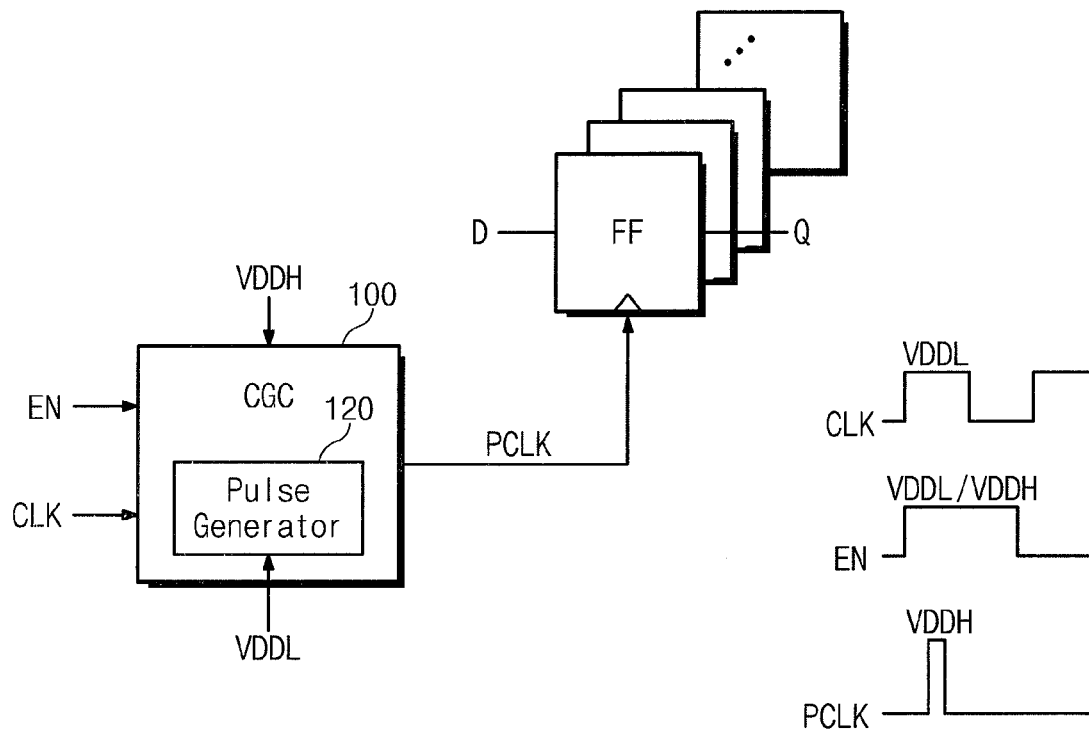 D
FF
Q
VDDH
100
EN
CGC
120
CLK
Pulse
Generator
PCLK
VDDL
VDDL
CLK
VDDL/VDDH
EN
VDDH
PCLK